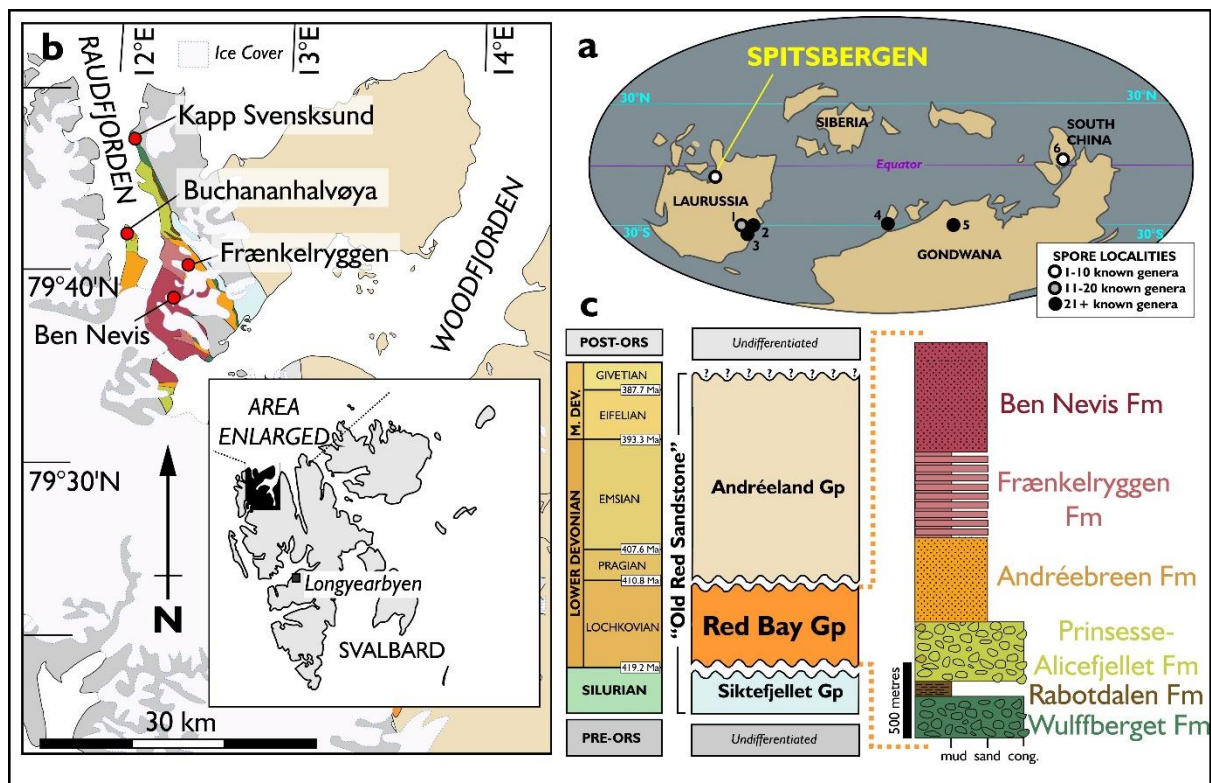 b
RAUDFJORDEN
12°E
Ice Cover
13°E
14°E
Kapp Svensksund
Buchananhalvøya
Frænkelryggen
79°40'N
Ben Nevis
WOODFJORDEN
79°30'N
N
AREA
ENLARGED
Longyearbyen
SVALBARD
30 km
a
SPITSBERGEN
30°N
30°N
SIBERIA
SOUTH
CHINA
6
Equator
LAURUSSIA
1
2
3
4
5
30°S
30°S
GONDWANA
SPORE LOCALITIES
1-10 known genera
11-20 known genera
21+ known genera
c
POST-ORS
Undifferentiated
M. DEV.
GIVETIAN
387.7 Ma
EIFELIAN
393.3 Ma
LOWER DEVONIAN
EMSIAN
407.6 Ma
PRAGIAN
410.8 Ma
LOCHKOVIAN
419.2 Ma
SILURIAN
PRE-ORS
"Old Red Sandstone"
? ? ? ? ? ? ? ?
Andréeland Gp
Red Bay Gp
Siktefjellet Gp
Undifferentiated
Ben Nevis Fm
Frænkelryggen
Fm
Andréebreen Fm
Prinsesse-
Alicefjellet Fm
Rabotdalen Fm
Wulffberget Fm
500 metres
mud sand cong.